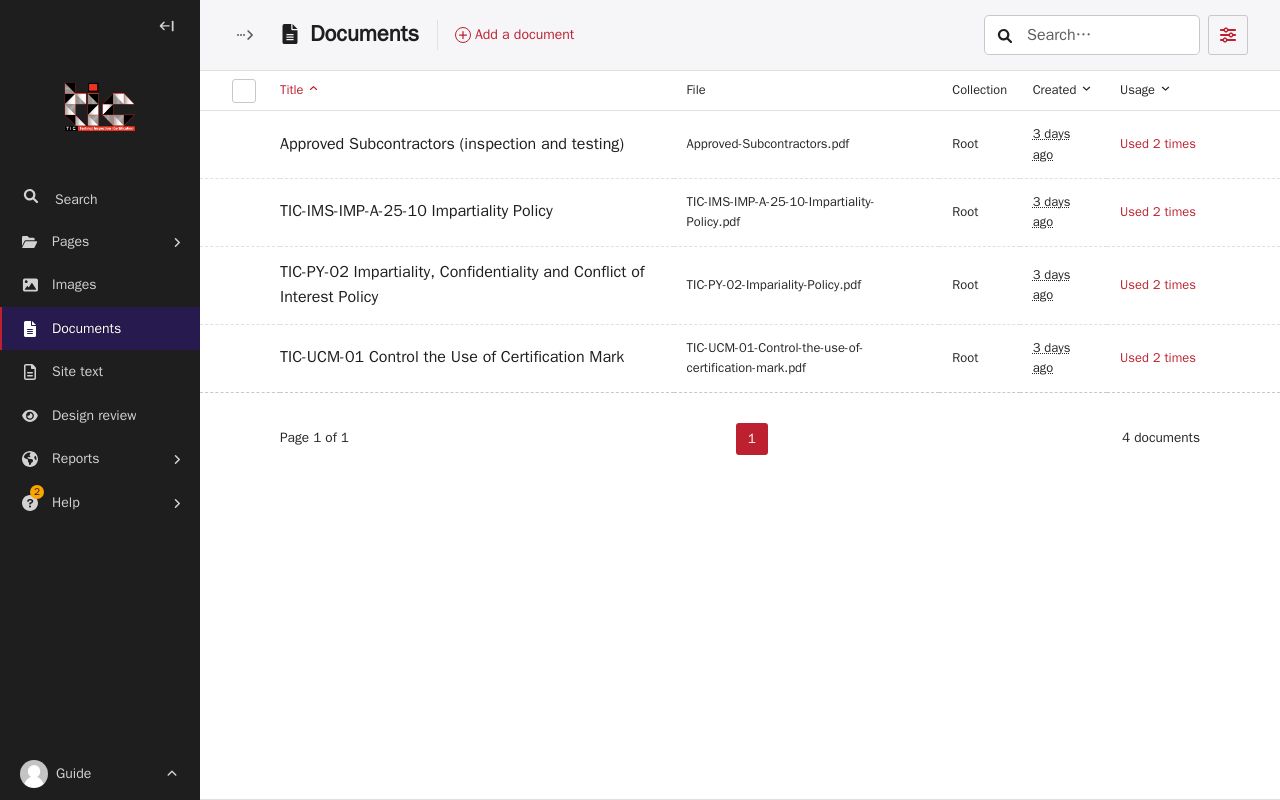 Documents
Add a document
Search…
TIC
Search
Pages
Images
Documents
Site text
Design review
Reports
2
Help
Guide
Title
File
Collection
Created
Usage
Approved Subcontractors (inspection and testing)
Approved-Subcontractors.pdf
Root
3 days
ago
Used 2 times
TIC-IMS-IMP-A-25-10 Impartiality Policy
TIC-IMS-IMP-A-25-10-Impartiality-
Policy.pdf
Root
3 days
ago
Used 2 times
TIC-PY-02 Impartiality, Confidentiality and Conflict of
Interest Policy
TIC-PY-02-Impariality-Policy.pdf
Root
3 days
ago
Used 2 times
TIC-UCM-01 Control the Use of Certification Mark
TIC-UCM-01-Control-the-use-of-
certification-mark.pdf
Root
3 days
ago
Used 2 times
Page 1 of 1
1
4 documents